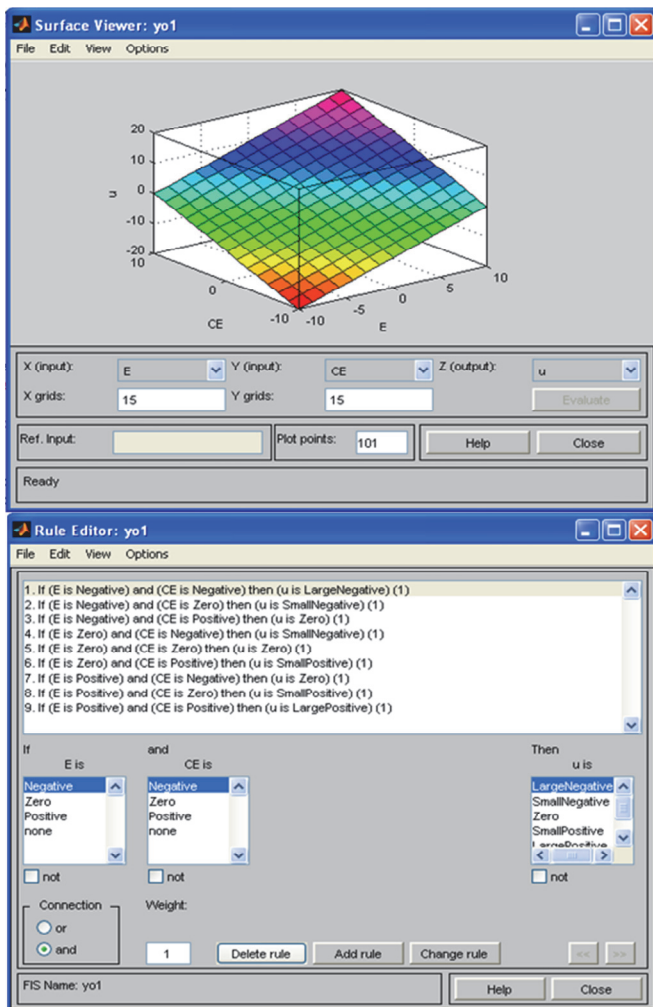 Surface Viewer: yo1
File Edit View Options
20
10
0
-10
-20
u
10
0
-10
CE
-10
-5
0
5
10
E
X (input): E Y (input): CE Z (output): u
X grids: 15 Y grids: 15 Evaluate
Ref. Input: Plot points: 101 Help Close
Ready
Rule Editor: yo1
File Edit View Options
1. If (E is Negative) and (CE is Negative) then (u is LargeNegative) (1)
2. If (E is Negative) and (CE is Zero) then (u is SmallNegative) (1)
3. If (E is Negative) and (CE is Positive) then (u is Zero) (1)
4. If (E is Zero) and (CE is Negative) then (u is SmallNegative) (1)
5. If (E is Zero) and (CE is Zero) then (u is Zero) (1)
6. If (E is Zero) and (CE is Positive) then (u is SmallPositive) (1)
7. If (E is Positive) and (CE is Negative) then (u is Zero) (1)
8. If (E is Positive) and (CE is Zero) then (u is SmallPositive) (1)
9. If (E is Positive) and (CE is Positive) then (u is LargePositive) (1)
If and Then
E is CE is u is
Negative Negative LargeNegative
Zero Zero SmallNegative
Positive Positive Zero
none none SmallPositive
LargePositive
not not not
Connection Weight:
or
and 1 Delete rule Add rule Change rule << >>
FIS Name: yo1 Help Close